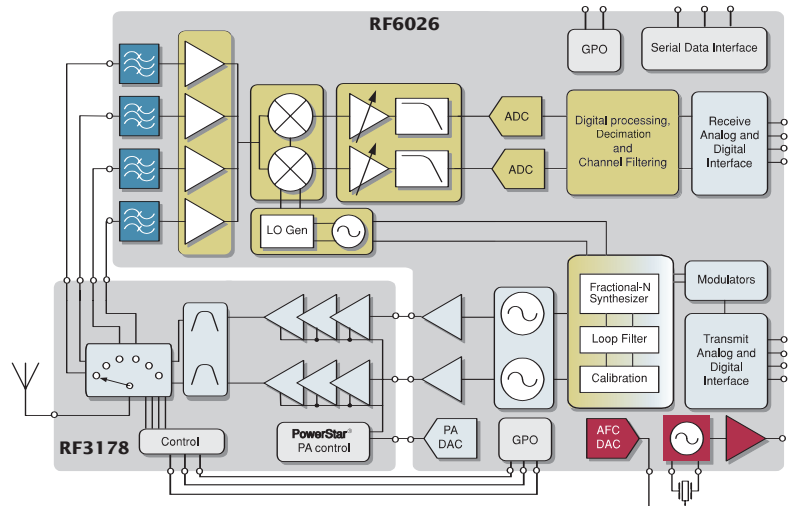 RF6026
GPO
Serial Data Interface
ADC
ADC
Digital processing,
Decimation
and
Channel Filtering
Receive
Analog and
Digital
Interface
LO Gen
Fractional-N
Synthesizer
Loop Filter
Calibration
Modulators
Transmit
Analog and
Digital
Interface
RF3178
Control
PowerStar®
PA control
PA
DAC
GPO
AFC
DAC